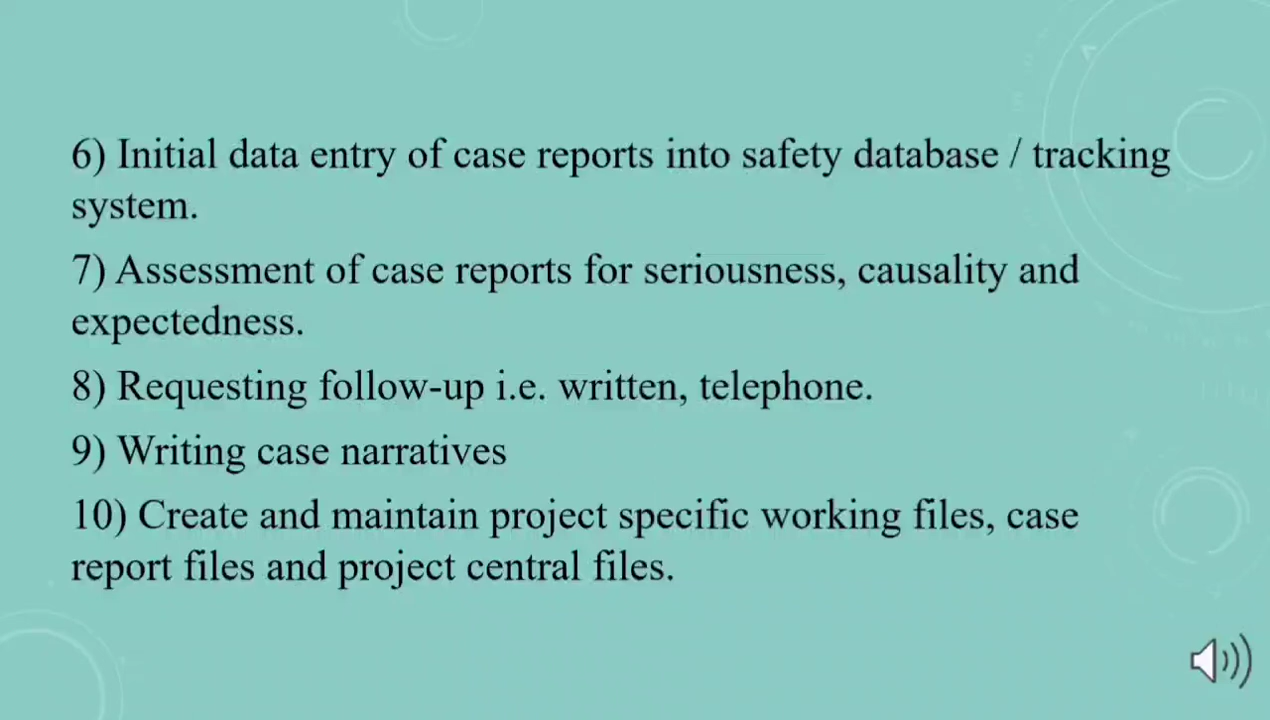 6) Initial data entry of case reports into safety database / tracking
system.
7) Assessment of case reports for seriousness, causality and
expectedness.
8) Requesting follow-up i.e. written, telephone.
9) Writing case narratives
10) Create and maintain project specific working files, case
report files and project central files.